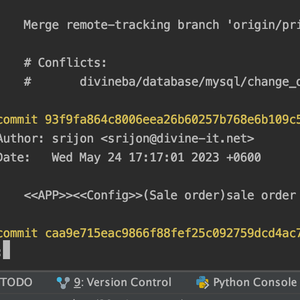 Merge remote-tracking branch 'origin/pri
# Conflicts:
# divineba/database/mysql/change_
commit 93f9fa864c8006eea26b60257b768e6b109c5
Author: srijon <srijon@divine-it.net>
Date: Wed May 24 17:17:01 2023 +0600
<<APP>><<Config>>(Sale order)sale order
commit caa9e715eac9866f88fef25c092759dcd4ac7
:
TODO
9: Version Control
Python Console